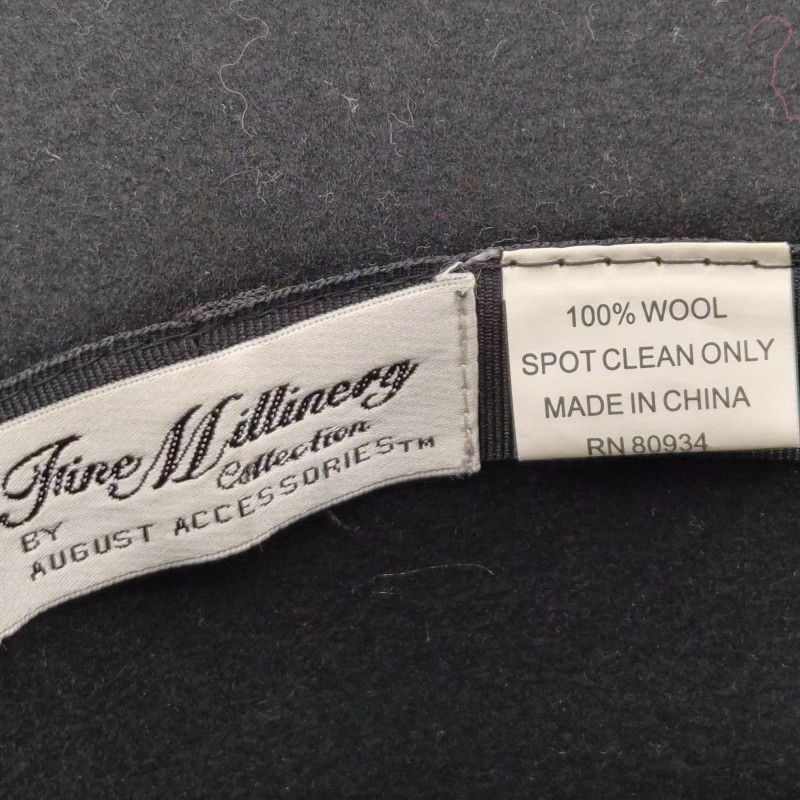 Fine Millinery
Collection
BY
AUGUST ACCESSORIES™
100% WOOL
SPOT CLEAN ONLY
MADE IN CHINA
RN 80934